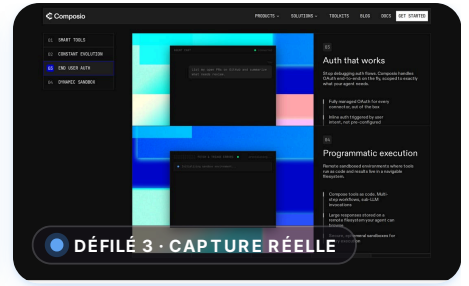 Composio
PRODUCTS
SOLUTIONS
TOOLKITS
BLOG
DOCS
GET STARTED
01 SMART TOOLS
02 CONSTANT EVOLUTION
03 END USER AUTH
04 DYNAMIC SANDBOX
03
Auth that works
Stop debugging auth flows. Composio handles
OAuth end-to-end on the fly, scoped to exactly
what your agent needs.
Fully managed OAuth for every
connector, out of the box
Inline auth triggered by user
intent, not pre-configured
04
Programmatic execution
Remote sandboxed environments where tools
run as code and results live in a navigable
filesystem.
Compose tools as code. Multi-
step workflows, sub-LLM
invocations
Large responses stored on a
remote filesystem your agent can
DÉFILÉ 3 · CAPTURE RÉELLE